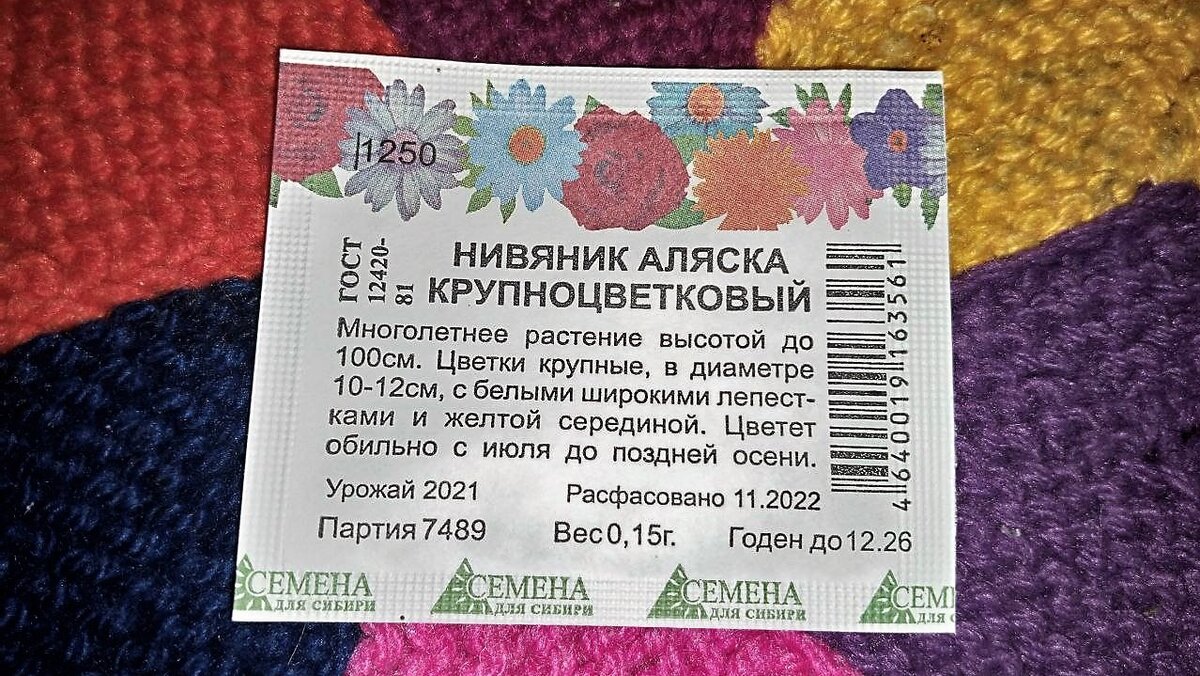 1250
ГОСТ
12420-
81
НИВЯНИК АЛЯСКА
КРУПНОЦВЕТКОВЫЙ
Многолетнее растение высотой до
100см. Цветки крупные, в диаметре
10-12см, с белыми широкими лепест-
ками и желтой серединой. Цветет
обильно с июля до поздней осени.
4640019163561
Урожай 2021 Расфасовано 11.2022
Партия 7489 Вес 0,15г. Годен до 12.26
СЕМЕНА СЕМЕНА СЕМЕНА СЕМ
ДЛЯ СИБИРИ ДЛЯ СИБИРИ ДЛЯ СИБИРИ ДЛЯ